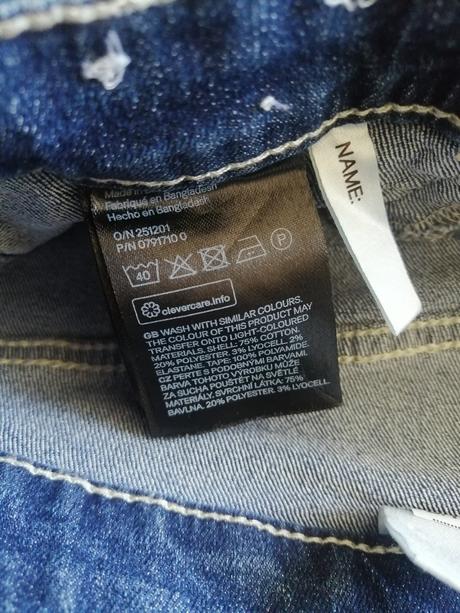 Made in
Fabriqué en Bangladesh
Hecho en Bangladesh
O/N 251201
P/N 0791710 0
40
P
clevercare.info
GB WASH WITH SIMILAR COLOURS.
THE COLOUR OF THIS PRODUCT MAY
TRANSFER ONTO LIGHT-COLOURED
MATERIALS. SHELL 75% COTTON.
20% POLYESTER. 3% LYOCELL. 2%
ELASTANE. TAPE: 100% POLYAMIDE.
CZ PERTE S PODOBNÝMI BARVAMI.
BARVA TOHOTO VÝROBKU MŮŽE
ZA SUCHA POUŠTĚT NA SVĚTLÉ
MATERIÁLY. SVRCHNÍ LÁTKA: 75%
BAVLNA. 20% POLYESTER. 3% LYOCELL.
NAME: